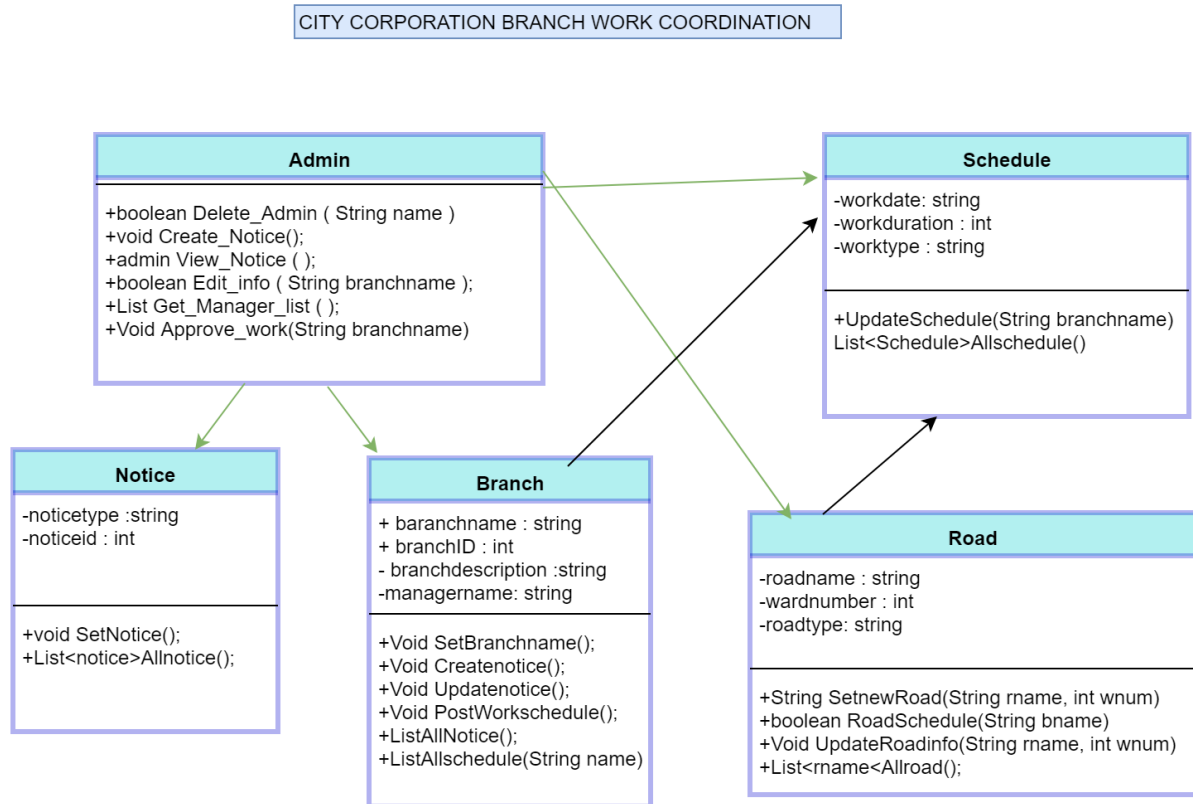 CITY CORPORATION BRANCH WORK COORDINATION
Admin
+boolean Delete_Admin ( String name )
+void Create_Notice();
+admin View_Notice ( );
+boolean Edit_info ( String branchname );
+List Get_Manager_list ( );
+Void Approve_work(String branchname)
Schedule
-workdate: string
-workduration : int
-worktype : string
+UpdateSchedule(String branchname)
List<Schedule>Allschedule()
Notice
-noticetype :string
-noticeid : int
+void SetNotice();
+List<notice>Allnotice();
Branch
+ baranchname : string
+ branchID : int
- branchdescription :string
-managername: string
+Void SetBranchname();
+Void Createnotice();
+Void Updatenotice();
+Void PostWorkschedule();
+ListAllNotice();
+ListAllschedule(String name)
Road
-roadname : string
-wardnumber : int
-roadtype: string
+String SetnewRoad(String rname, int wnum)
+boolean RoadSchedule(String bname)
+Void UpdateRoadinfo(String rname, int wnum)
+List<rname<Allroad();